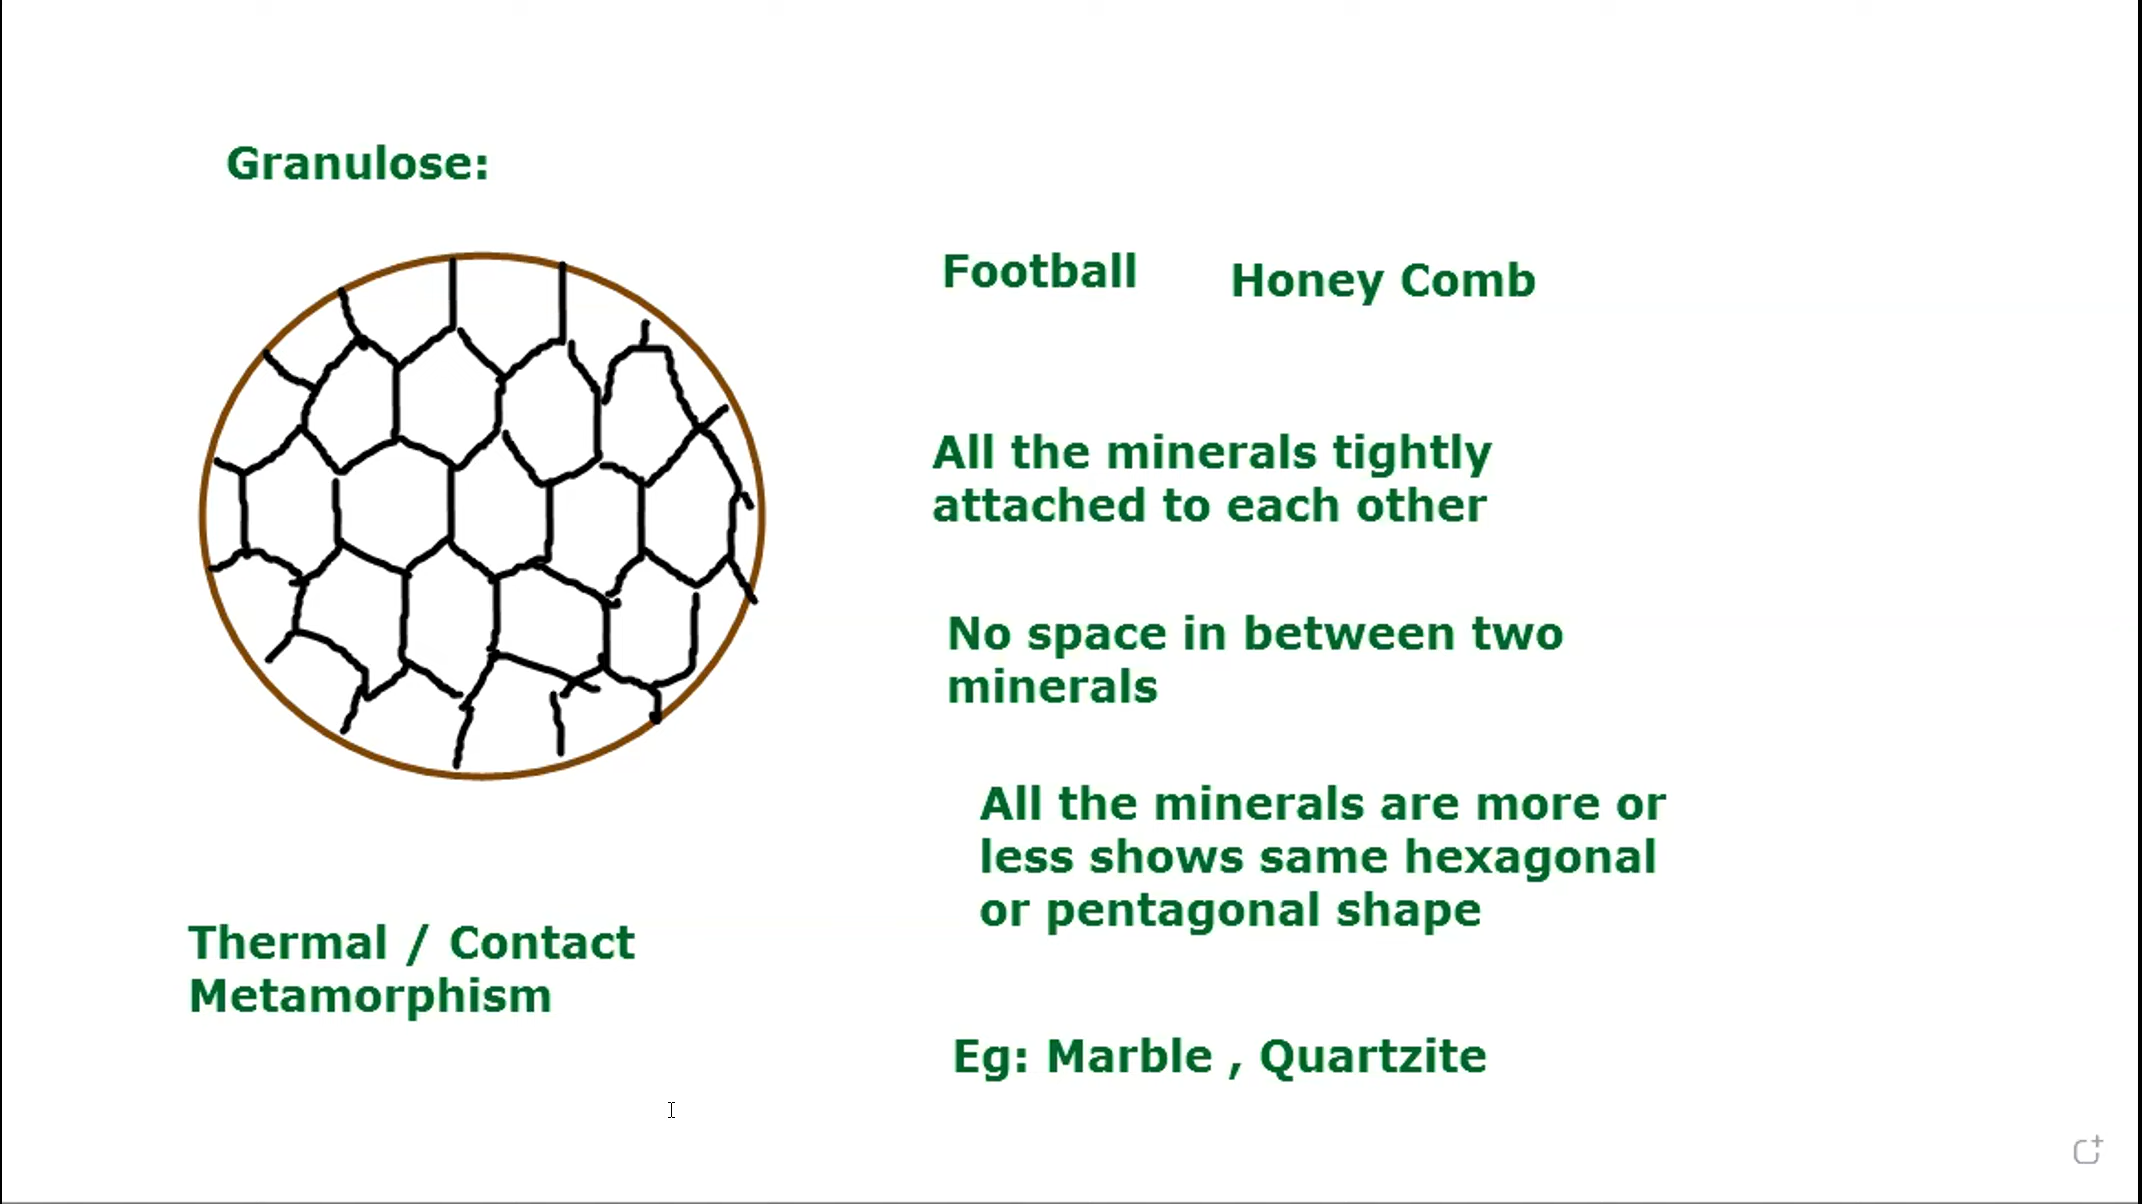 Granulose:
Football
Honey Comb
All the minerals tightly
attached to each other
No space in between two
minerals
All the minerals are more or
less shows same hexagonal
or pentagonal shape
Thermal / Contact
Metamorphism
Eg: Marble , Quartzite